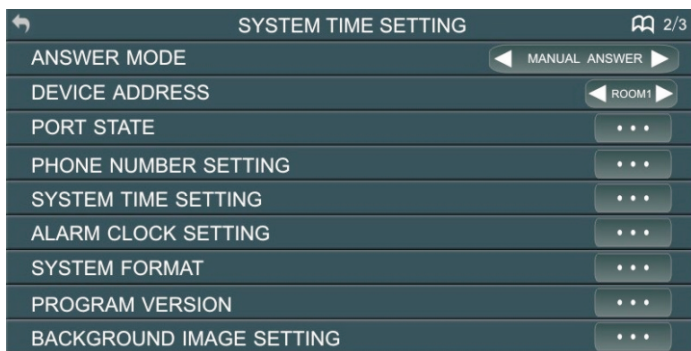 SYSTEM TIME SETTING 2/3
ANSWER MODE MANUAL ANSWER
DEVICE ADDRESS ROOM1
PORT STATE ...
PHONE NUMBER SETTING ...
SYSTEM TIME SETTING ...
ALARM CLOCK SETTING ...
SYSTEM FORMAT ...
PROGRAM VERSION ...
BACKGROUND IMAGE SETTING ...